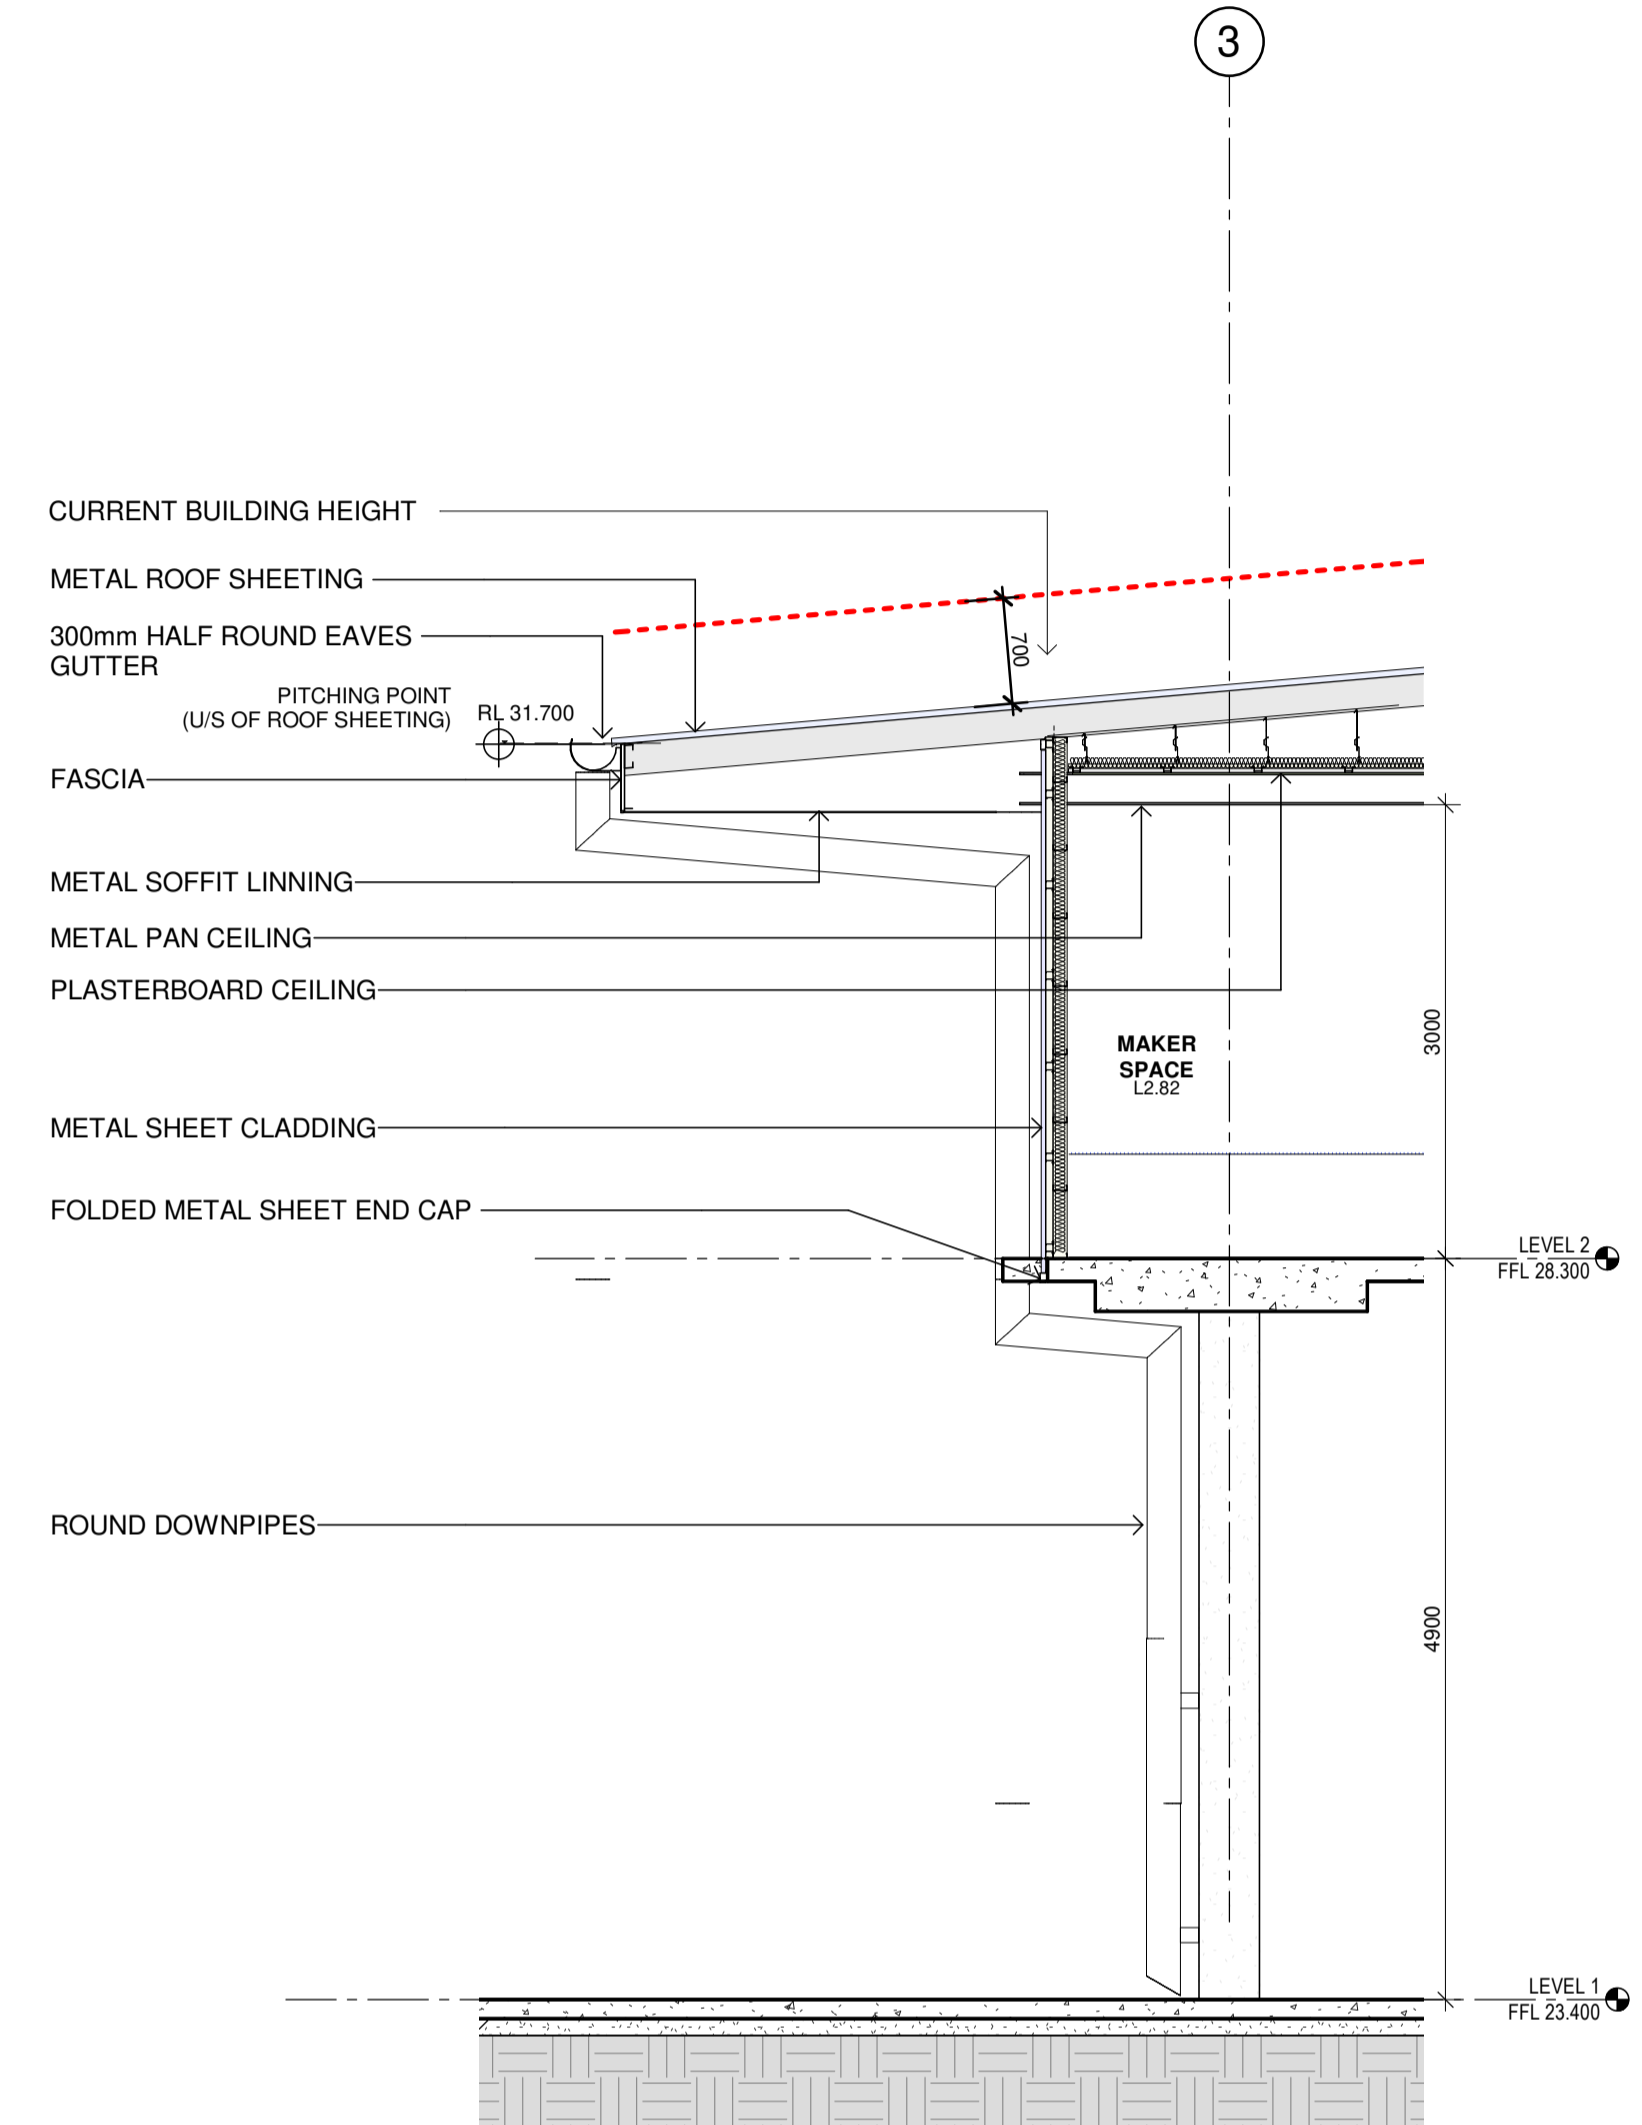 3
CURRENT BUILDING HEIGHT
METAL ROOF SHEETING
300mm HALF ROUND EAVES
GUTTER
700
PITCHING POINT
(U/S OF ROOF SHEETING)
RL 31.700
FASCIA
METAL SOFFIT LINNING
METAL PAN CEILING
PLASTERBOARD CEILING
3000
MAKER
SPACE
L2.82
METAL SHEET CLADDING
FOLDED METAL SHEET END CAP
LEVEL 2
FFL 28.300
ROUND DOWNPIPES
4900
LEVEL 1
FFL 23.400